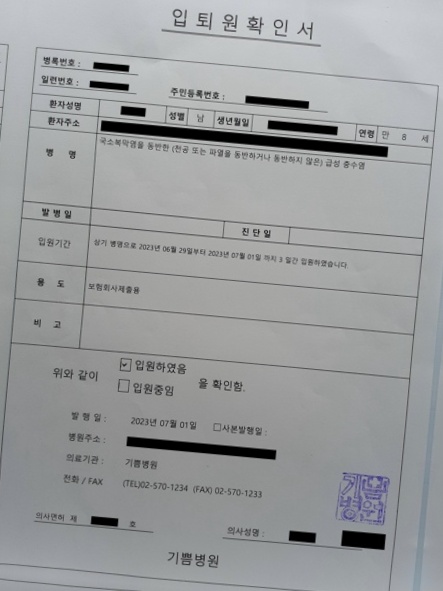 입퇴원확인서
병록번호 :
일련번호 :
주민등록번호 :
환자성명 성별 남 생년월일 연령 만 8 세
환자주소
병 명 국소복막염을 동반한 (천공 또는 파열을 동반하거나 동반하지 않은) 급성 충수염
발 병 일 진 단 일
입원기간 상기 병명으로 2023년 06월 29일부터 2023년 07월 01일 까지 3 일간 입원하였습니다.
용 도 보험회사제출용
비 고
위와 같이 ☑ 입원하였음 □ 입원중임 을 확인함.
발 행 일 : 2023년 07월 01일 □사본발행일 :
병원주소 :
의료기관 : 기쁨병원
전화 / FAX (TEL)02-570-1234 (FAX) 02-570-1233
기쁨
병원
의사면허 제 호 의사성명 :
기쁨병원